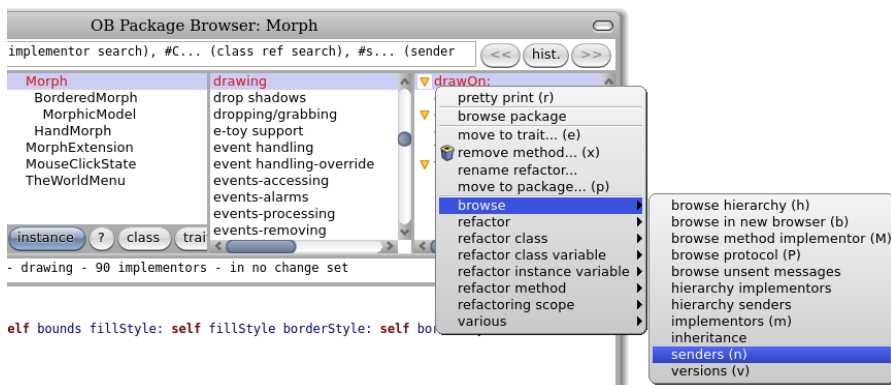 OB Package Browser: Morph
implementor search), #C... (class ref search), #s... (sender
<< hist. >>
Morph
BorderedMorph
MorphicModel
HandMorph
MorphExtension
MouseClickState
TheWorldMenu
drawing
drop shadows
dropping/grabbing
e-toy support
event handling
event handling-override
events-accessing
events-alarms
events-processing
events-removing
drawOn:
instance ? class trai
- drawing - 90 implementors - in no change set
elf bounds fillStyle: self fillStyle borderStyle: self bor
pretty print (r)
browse package
move to trait... (e)
remove method... (x)
rename refactor...
move to package... (p)
browse
refactor
refactor class
refactor class variable
refactor instance variable
refactor method
refactoring scope
various
browse hierarchy (h)
browse in new browser (b)
browse method implementor (M)
browse protocol (P)
browse unsent messages
hierarchy implementors
hierarchy senders
implementors (m)
inheritance
senders (n)
versions (v)